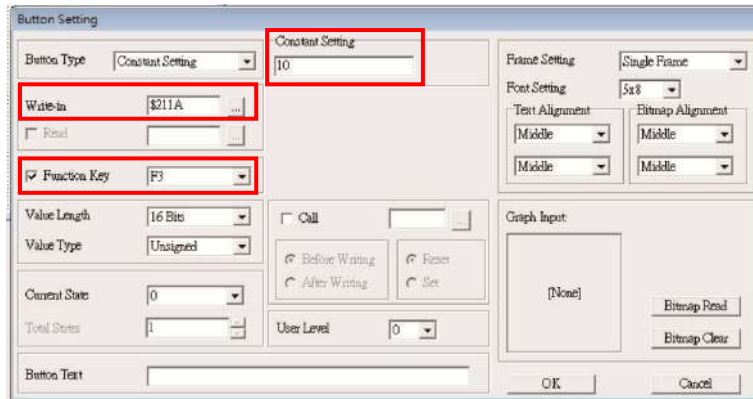 Button Setting
Button Type Constant Setting
Constant Setting
10
Write-in $211A ...
Read ...
Function Key F3
Value Length 16 Bits
Value Type Unsigned
Current State 0
Total States 1
Button Text
Call ...
Before Writing
After Writing
Reset
Set
User Level 0
Frame Setting Single Frame
Font Setting 5x8
Text Alignment
Middle
Middle
Bitmap Alignment
Middle
Middle
Graph Input:
[None]
Bitmap Read
Bitmap Clear
OK Cancel